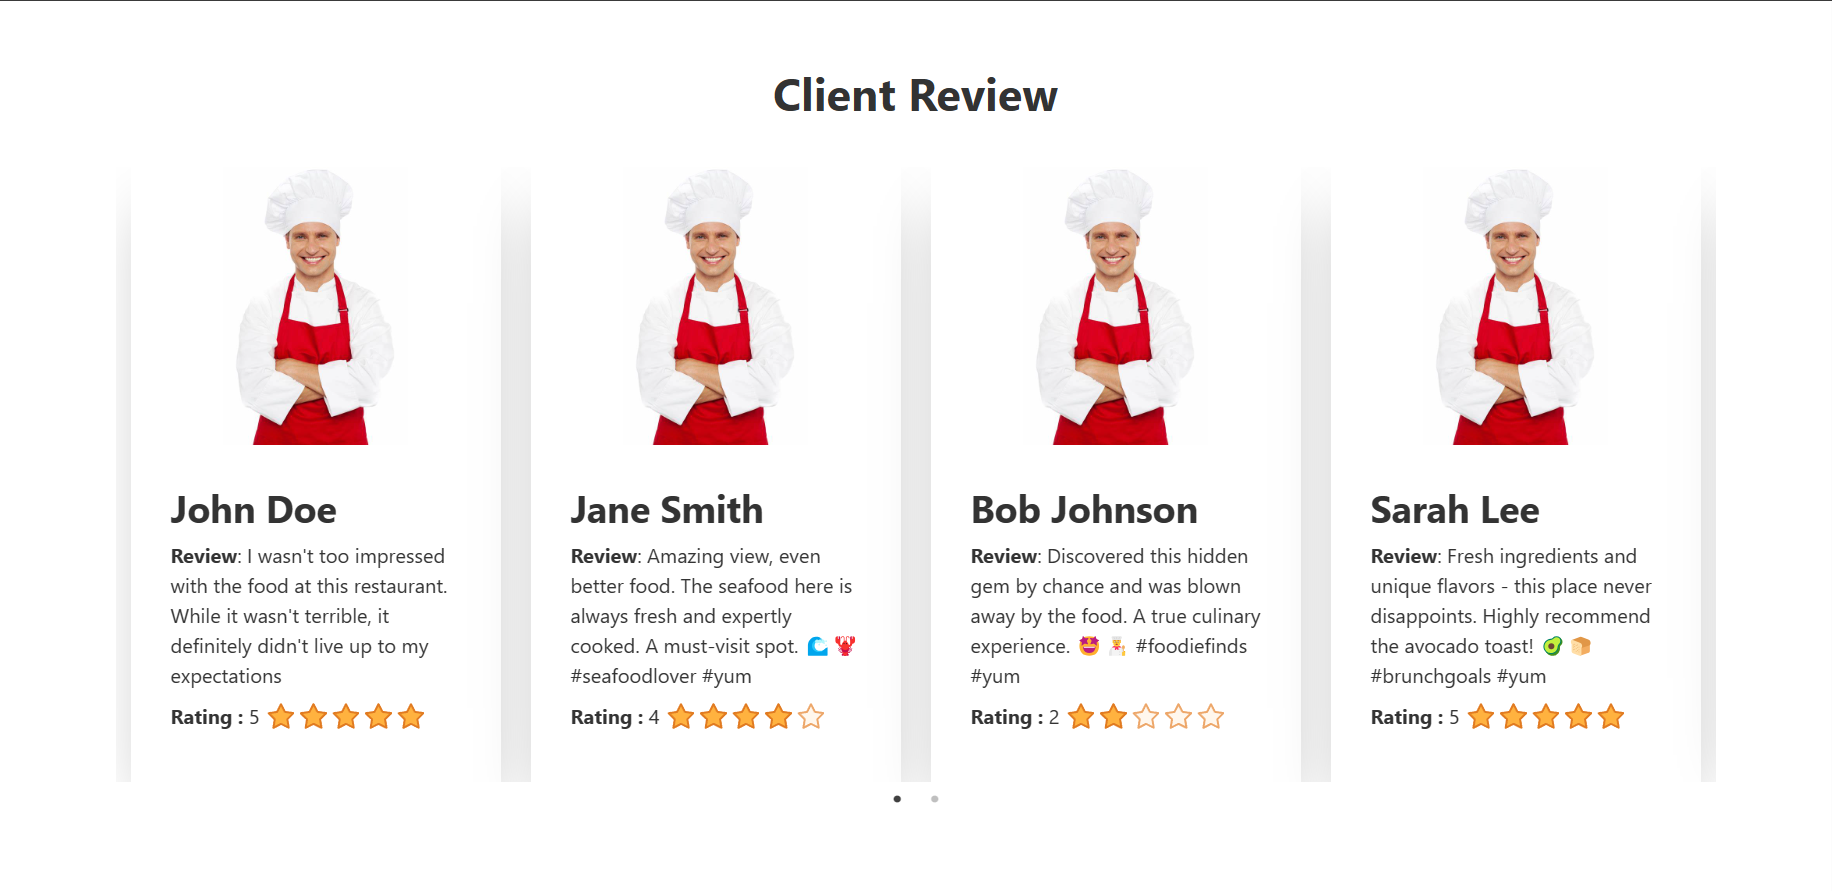 Client Review
John Doe
Review: I wasn't too impressed
with the food at this restaurant.
While it wasn't terrible, it
definitely didn't live up to my
expectations
Rating : 5
Jane Smith
Review: Amazing view, even
better food. The seafood here is
always fresh and expertly
cooked. A must-visit spot. 🌊 🦞
#seafoodlover #yum
Rating : 4
Bob Johnson
Review: Discovered this hidden
gem by chance and was blown
away by the food. A true culinary
experience. 🤩 👨‍🍳 #foodiefinds
#yum
Rating : 2
Sarah Lee
Review: Fresh ingredients and
unique flavors - this place never
disappoints. Highly recommend
the avocado toast! 🥑 🍞
#brunchgoals #yum
Rating : 5